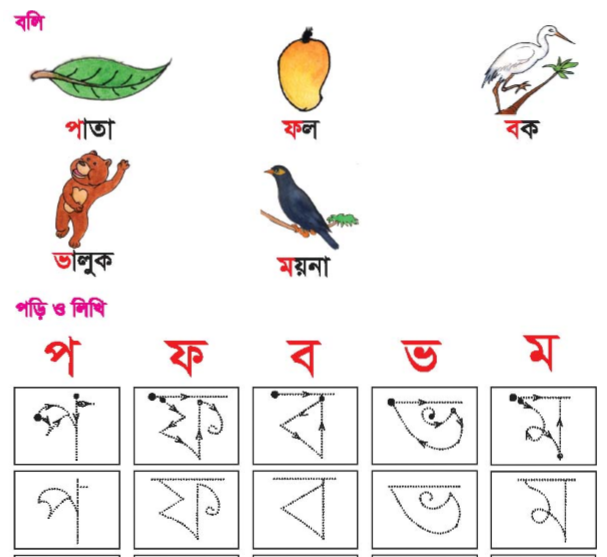 বলি
পাতা ফল বক
ভালুক ময়না
পড়ি ও লিখি
প ফ ব ভ ম
প ফ ব ভ ম
প ফ ব ভ ম